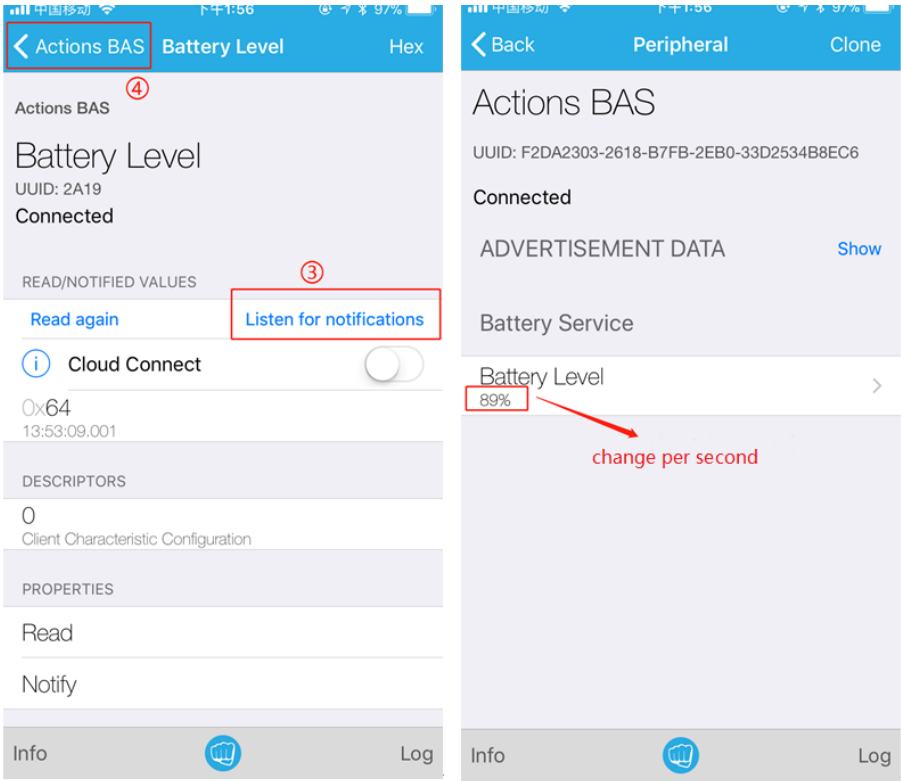 中国移动 下午1:56 97%
Actions BAS Battery Level Hex
④
Actions BAS
Battery Level
UUID: 2A19
Connected
③
READ/NOTIFIED VALUES
Read again Listen for notifications
i Cloud Connect
0x64
13:53:09.001
DESCRIPTORS
0
Client Characteristic Configuration
PROPERTIES
Read
Notify
Info Log
中国移动 下午1:56 97%
Back Peripheral Clone
Actions BAS
UUID: F2DA2303-2618-B7FB-2EB0-33D2534B8EC6
Connected
ADVERTISEMENT DATA Show
Battery Service
Battery Level
89%
change per second
Info Log